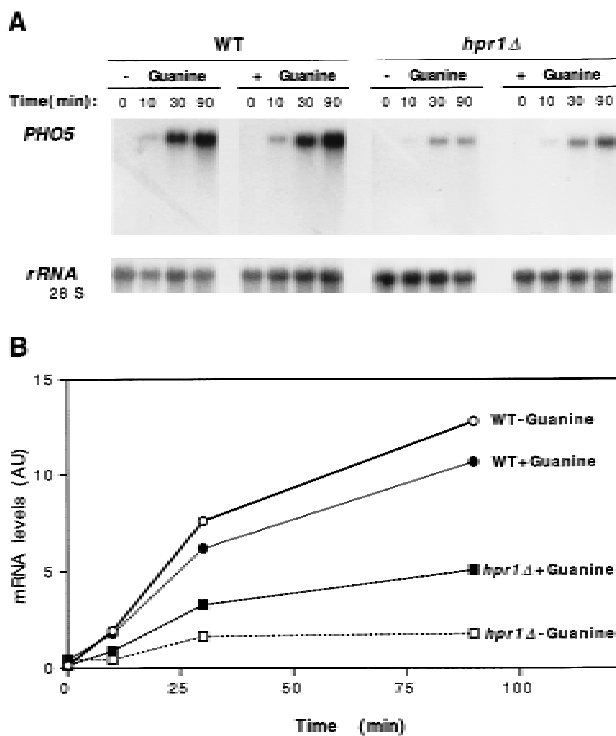 A
WT hpr1Δ
- Guanine + Guanine - Guanine + Guanine
Time(min): 0 10 30 90 0 10 30 90 0 10 30 90 0 10 30 90
PHO5
rRNA
28 S
B
15
10
5
0
mRNA levels (AU)
WT-Guanine
WT+Guanine
hpr1Δ+Guanine
hpr1Δ-Guanine
0 25 50 75 100
Time (min)